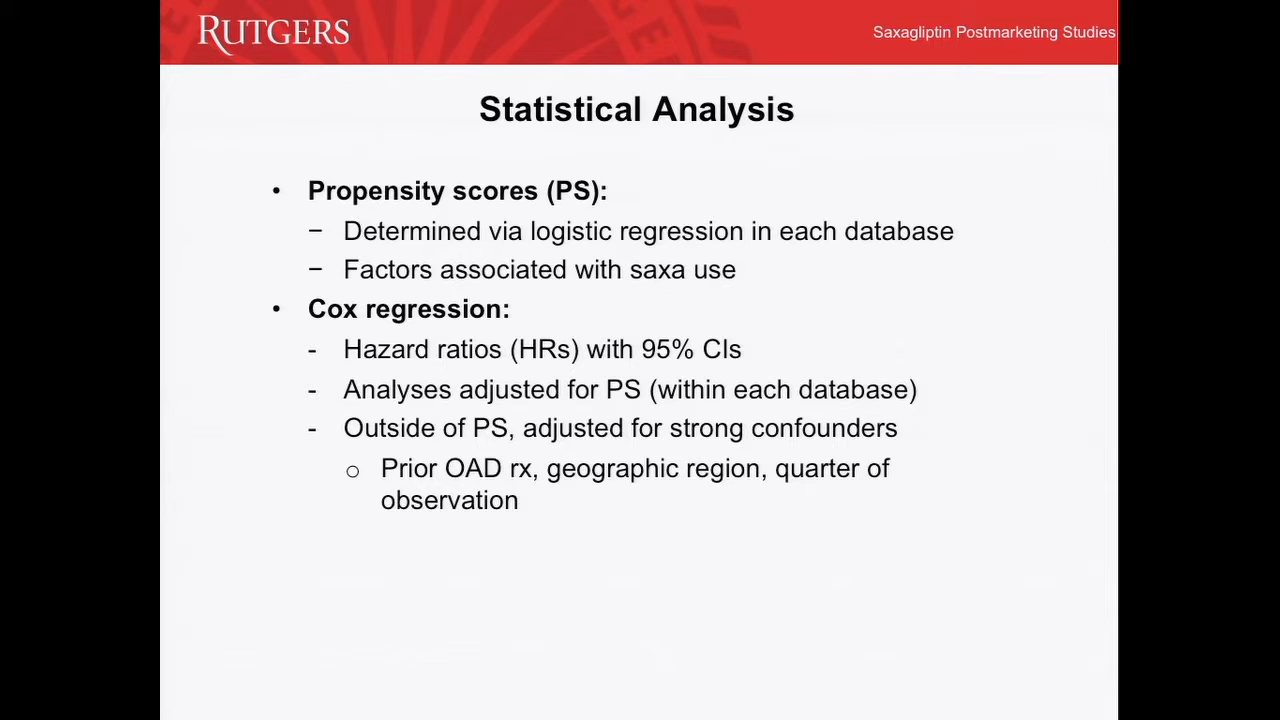 RUTGERS
Saxagliptin Postmarketing Studies
Statistical Analysis
• Propensity scores (PS):
− Determined via logistic regression in each database
− Factors associated with saxa use
• Cox regression:
- Hazard ratios (HRs) with 95% CIs
- Analyses adjusted for PS (within each database)
- Outside of PS, adjusted for strong confounders
o Prior OAD rx, geographic region, quarter of
observation